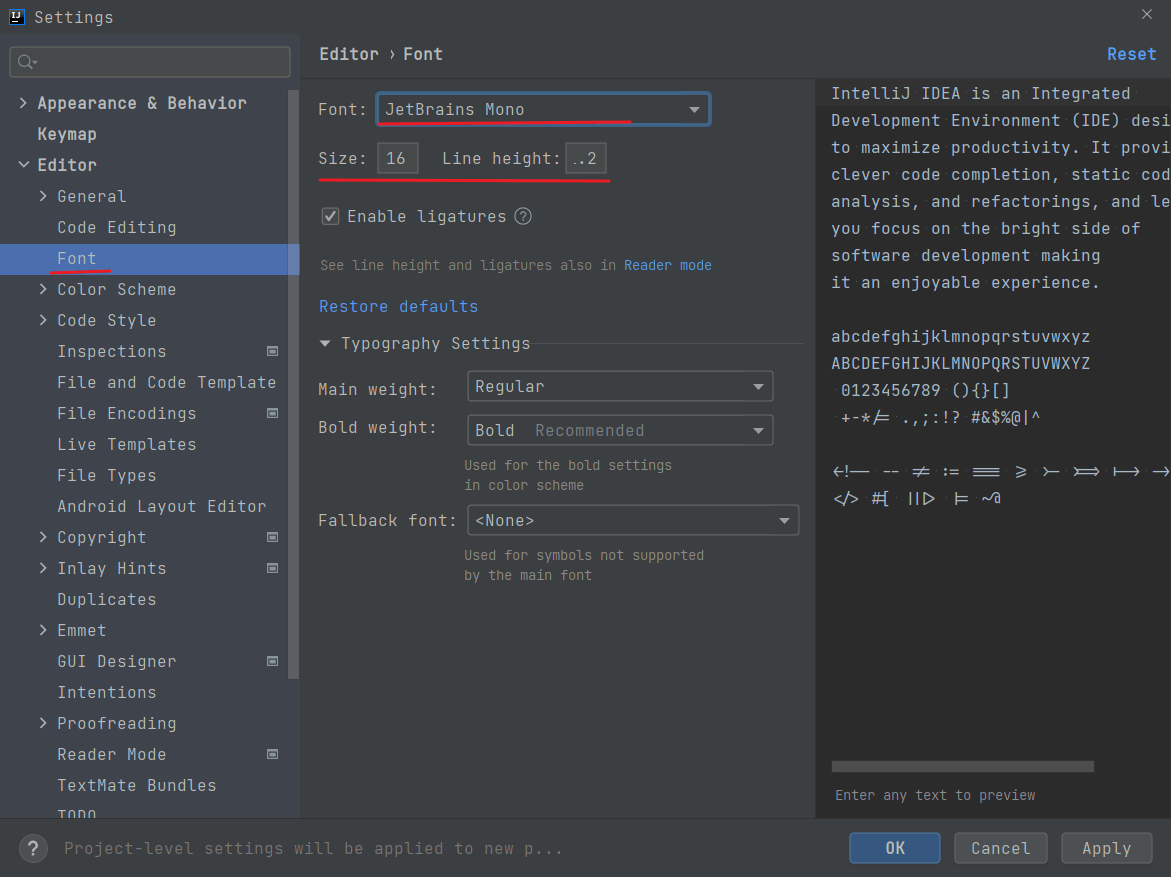 Settings
Editor › Font
Reset
Appearance & Behavior
Keymap
Editor
General
Code Editing
Font
Color Scheme
Code Style
Inspections
File and Code Template
File Encodings
Live Templates
File Types
Android Layout Editor
Copyright
Inlay Hints
Duplicates
Emmet
GUI Designer
Intentions
Proofreading
Reader Mode
TextMate Bundles
TODO
Font: JetBrains Mono
Size: 16 Line height: .2
Enable ligatures
See line height and ligatures also in Reader mode
Restore defaults
Typography Settings
Main weight: Regular
Bold weight: Bold Recommended
Used for the bold settings
in color scheme
Fallback font: <None>
Used for symbols not supported
by the main font
IntelliJ IDEA is an Integrated
Development Environment (IDE) desi
to maximize productivity. It provi
clever code completion, static cod
analysis, and refactorings, and le
you focus on the bright side of
software development making
it an enjoyable experience.
abcdefghijklmnopqrstuvwxyz
ABCDEFGHIJKLMNOPQRSTUVWXYZ
0123456789 (){}[]
+-*/= .,;:!? #&$%@|^
<!-- -- != := === >= >- >=> |-> ->
</> #[ ||> |= ~@
Enter any text to preview
? Project-level settings will be applied to new p...
OK
Cancel
Apply